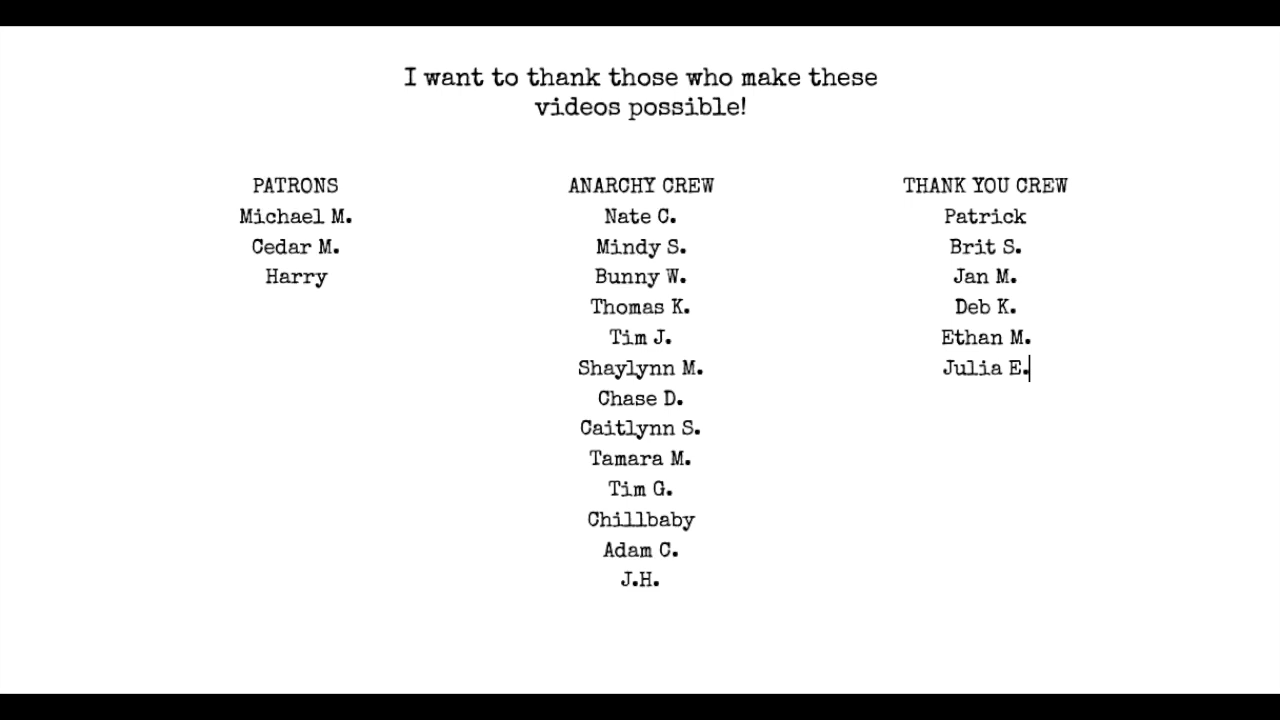 I want to thank those who make these
videos possible!
PATRONS
Michael M.
Cedar M.
Harry
ANARCHY CREW
Nate C.
Mindy S.
Bunny W.
Thomas K.
Tim J.
Shaylynn M.
Chase D.
Caitlynn S.
Tamara M.
Tim G.
Chillbaby
Adam C.
J.H.
THANK YOU CREW
Patrick
Brit S.
Jan M.
Deb K.
Ethan M.
Julia E.